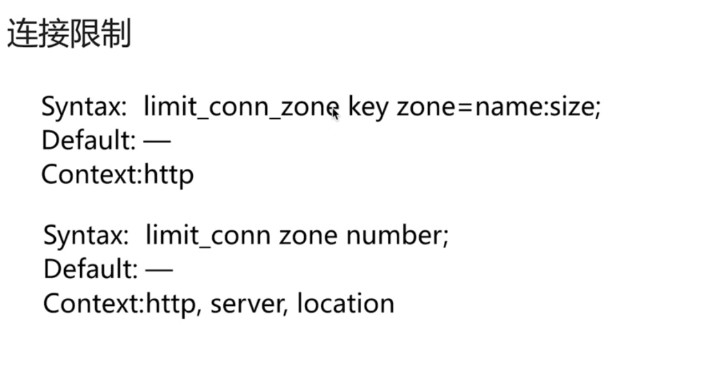 连接限制
Syntax: limit_conn_zone key zone=name:size;
Default: —
Context:http
Syntax: limit_conn zone number;
Default: —
Context:http, server, location